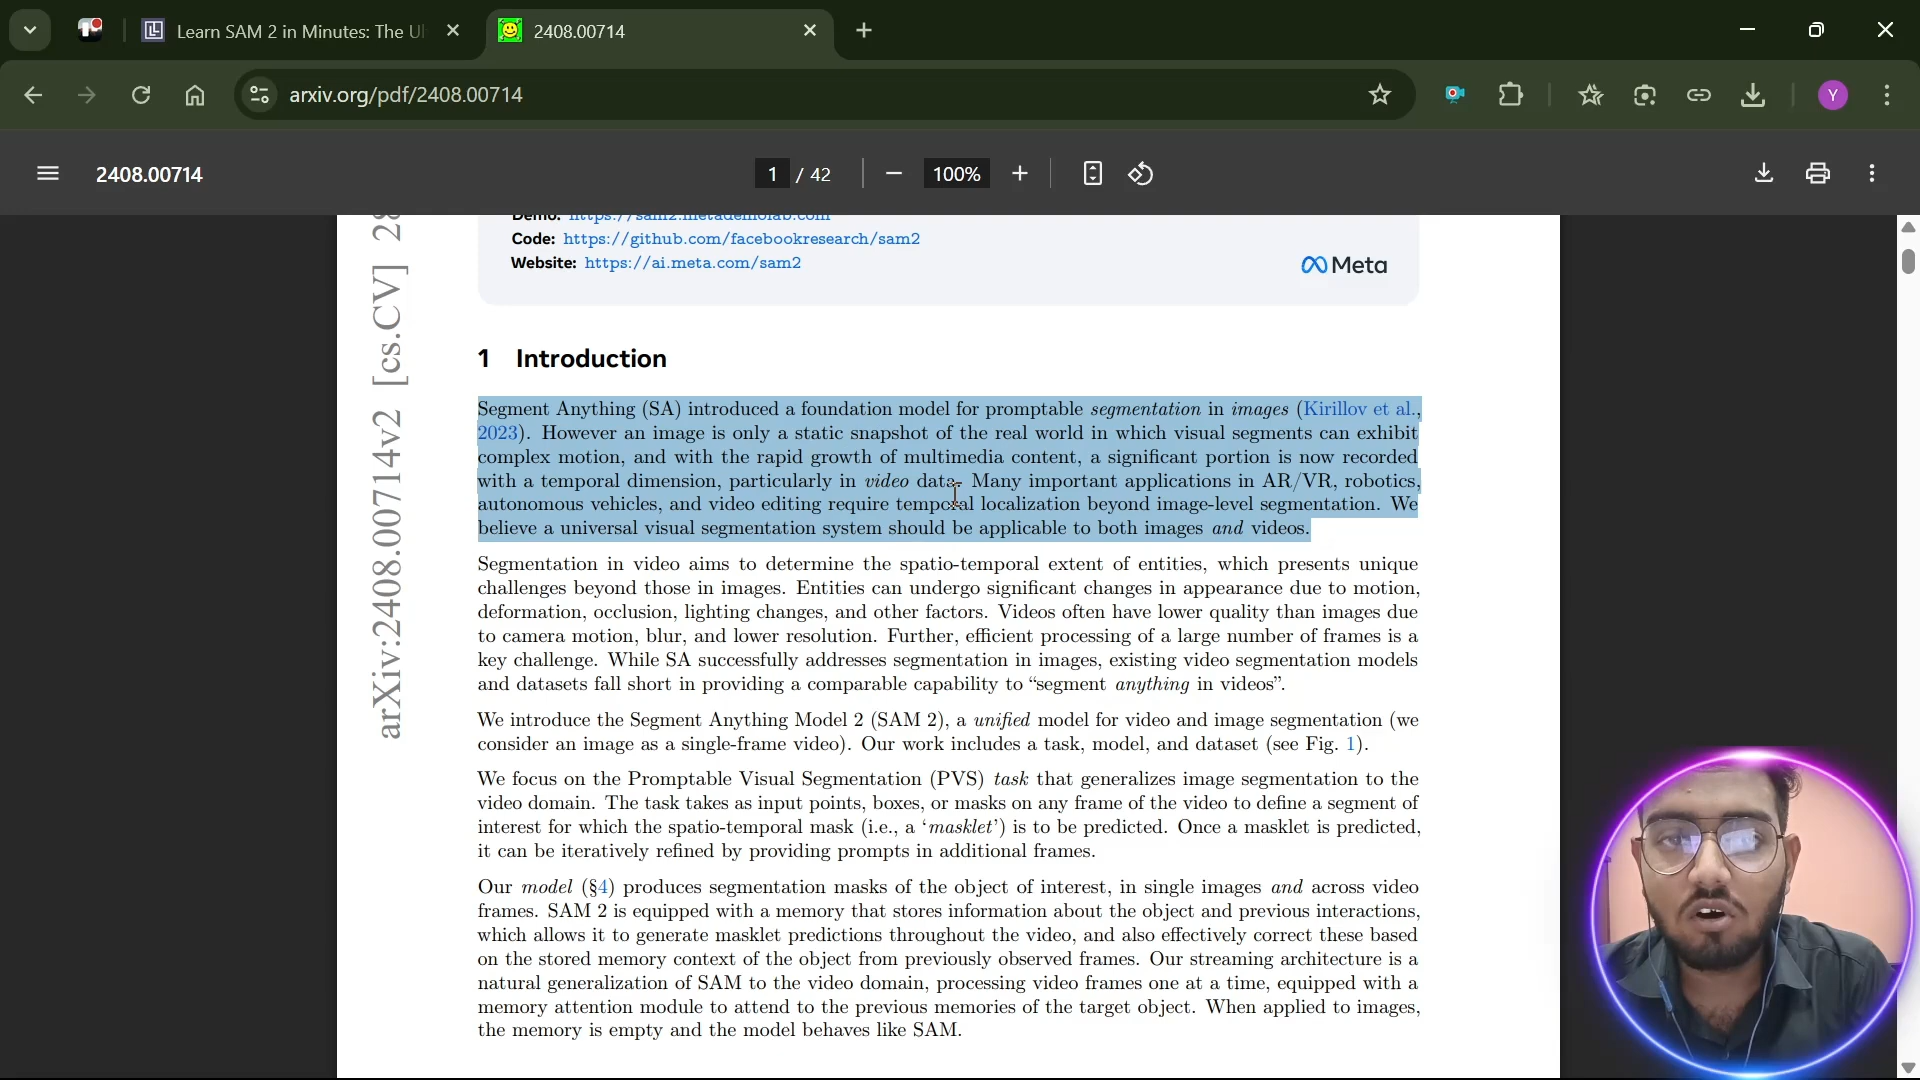 Learn SAM 2 in Minutes: The Ul
2408.00714
arxiv.org/pdf/2408.00714
Y
2408.00714
1 / 42
100%
Demo: https://sam2.metademolab.com
Code: https://github.com/facebookresearch/sam2
Website: https://ai.meta.com/sam2
Meta
arXiv:2408.00714v2 [cs.CV] 28
1 Introduction
Segment Anything (SA) introduced a foundation model for promptable segmentation in images (Kirillov et al.,
2023). However an image is only a static snapshot of the real world in which visual segments can exhibit
complex motion, and with the rapid growth of multimedia content, a significant portion is now recorded
with a temporal dimension, particularly in video data. Many important applications in AR/VR, robotics,
autonomous vehicles, and video editing require temporal localization beyond image-level segmentation. We
believe a universal visual segmentation system should be applicable to both images and videos.
Segmentation in video aims to determine the spatio-temporal extent of entities, which presents unique
challenges beyond those in images. Entities can undergo significant changes in appearance due to motion,
deformation, occlusion, lighting changes, and other factors. Videos often have lower quality than images due
to camera motion, blur, and lower resolution. Further, efficient processing of a large number of frames is a
key challenge. While SA successfully addresses segmentation in images, existing video segmentation models
and datasets fall short in providing a comparable capability to “segment anything in videos”.
We introduce the Segment Anything Model 2 (SAM 2), a unified model for video and image segmentation (we
consider an image as a single-frame video). Our work includes a task, model, and dataset (see Fig. 1).
We focus on the Promptable Visual Segmentation (PVS) task that generalizes image segmentation to the
video domain. The task takes as input points, boxes, or masks on any frame of the video to define a segment of
interest for which the spatio-temporal mask (i.e., a ‘masklet’) is to be predicted. Once a masklet is predicted,
it can be iteratively refined by providing prompts in additional frames.
Our model (§4) produces segmentation masks of the object of interest, in single images and across video
frames. SAM 2 is equipped with a memory that stores information about the object and previous interactions,
which allows it to generate masklet predictions throughout the video, and also effectively correct these based
on the stored memory context of the object from previously observed frames. Our streaming architecture is a
natural generalization of SAM to the video domain, processing video frames one at a time, equipped with a
memory attention module to attend to the previous memories of the target object. When applied to images,
the memory is empty and the model behaves like SAM.